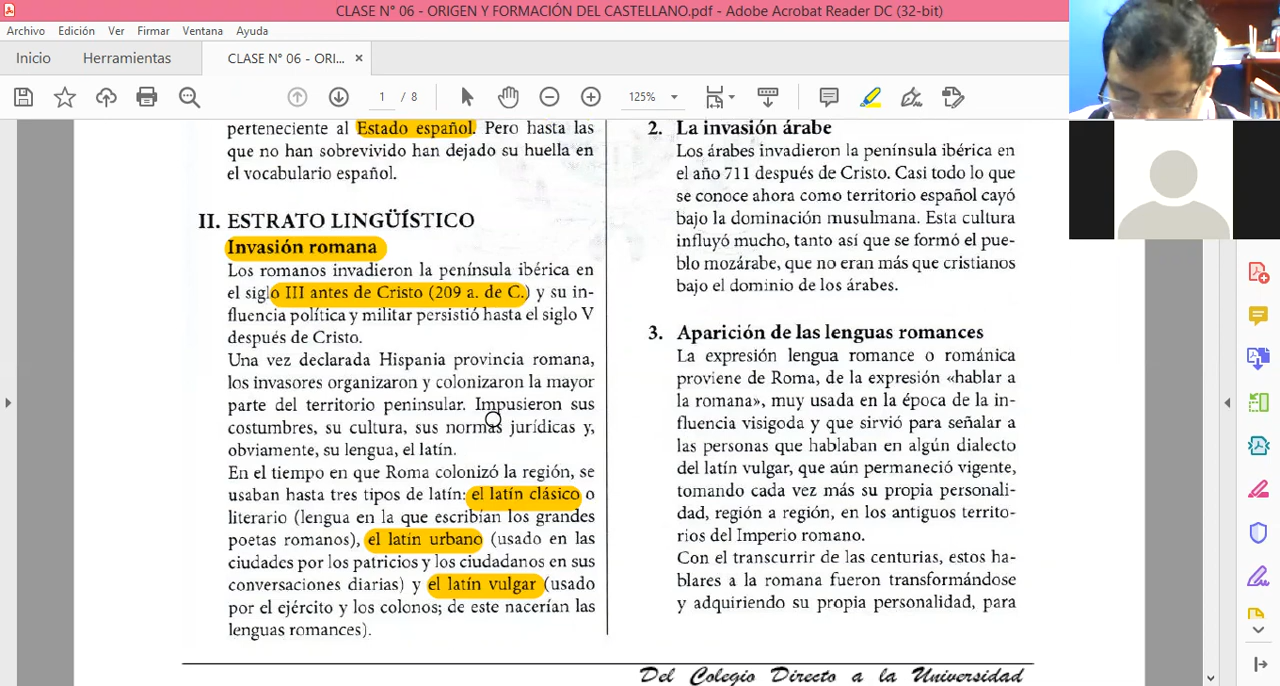 CLASE N° 06 - ORIGEN Y FORMACIÓN DEL CASTELLANO.pdf - Adobe Acrobat Reader DC (32-bit)
Archivo Edición Ver Firmar Ventana Ayuda
Inicio Herramientas CLASE N° 06 - ORI... ×
1 / 8 125%
perteneciente al Estado español. Pero hasta las
que no han sobrevivido han dejado su huella en
el vocabulario español.
II. ESTRATO LINGÜÍSTICO
Invasión romana
Los romanos invadieron la península ibérica en
el siglo III antes de Cristo (209 a. de C.) y su in-
fluencia política y militar persistió hasta el siglo V
después de Cristo.
Una vez declarada Hispania provincia romana,
los invasores organizaron y colonizaron la mayor
parte del territorio peninsular. Impusieron sus
costumbres, su cultura, sus normas jurídicas y,
obviamente, su lengua, el latín.
En el tiempo en que Roma colonizó la región, se
usaban hasta tres tipos de latín: el latín clásico o
literario (lengua en la que escribían los grandes
poetas romanos), el latín urbano (usado en las
ciudades por los patricios y los ciudadanos en sus
conversaciones diarias) y el latín vulgar (usado
por el ejército y los colonos; de este nacerían las
lenguas romances).
2. La invasión árabe
Los árabes invadieron la península ibérica en
el año 711 después de Cristo. Casi todo lo que
se conoce ahora como territorio español cayó
bajo la dominación musulmana. Esta cultura
influyó mucho, tanto así que se formó el pue-
blo mozárabe, que no eran más que cristianos
bajo el dominio de los árabes.
3. Aparición de las lenguas romances
La expresión lengua romance o románica
proviene de Roma, de la expresión «hablar a
la romana», muy usada en la época de la in-
fluencia visigoda y que sirvió para señalar a
las personas que hablaban en algún dialecto
del latín vulgar, que aún permaneció vigente,
tomando cada vez más su propia personali-
dad, región a región, en los antiguos territo-
rios del Imperio romano.
Con el transcurrir de las centurias, estos ha-
blares a la romana fueron transformándose
y adquiriendo su propia personalidad, para
Del Colegio Directo a la Universidad